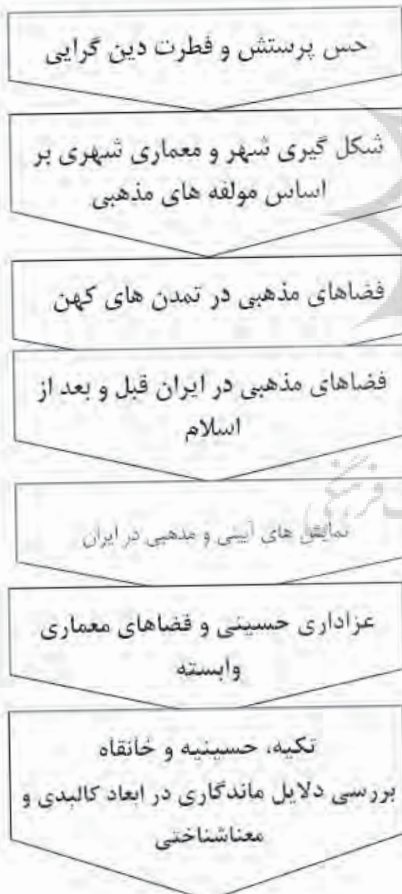 حس پرستش و فطرت دین گرایی
شکل گیری شهر و معماری شهری بر
اساس مولفه های مذهبی
فضاهای مذهبی در تمدن های کهن
فضاهای مذهبی در ایران قبل و بعد از
اسلام
نمایش های آیینی و مذهبی در ایران
عزاداری حسینی و فضاهای معماری
وابسته
تکیه، حسینیه و خانقاه
بررسی دلایل ماندگاری در ابعاد کالبدی و
معناشناختی